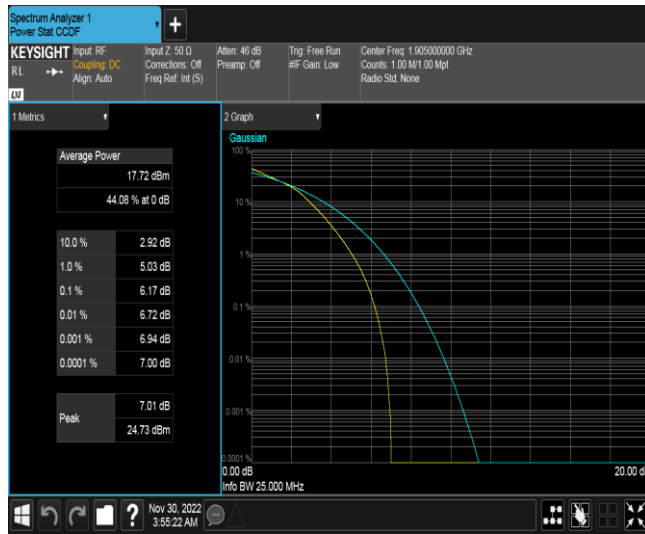 Spectrum Analyzer 1
Power Stat CCDF
+
KEYSIGHT
RL
LXI
Input: RF
Coupling: DC
Align: Auto
Input Z: 50 Ω
Corrections: Off
Freq Ref: Int (S)
Atten: 46 dB
Preamp: Off
Trig: Free Run
#IF Gain: Low
Center Freq: 1.905000000 GHz
Counts: 1.00 M/1.00 Mpt
Radio Std: None
1 Metrics
Average Power
17.72 dBm
44.08 % at 0 dB
10.0 % 2.92 dB
1.0 % 5.03 dB
0.1 % 6.17 dB
0.01 % 6.72 dB
0.001 % 6.94 dB
0.0001 % 7.00 dB
Peak
7.01 dB
24.73 dBm
2 Graph
Gaussian
100 %
10 %
1 %
0.1 %
0.01 %
0.001 %
0.0001 %
0.00 dB
20.00 d
Info BW 25.000 MHz
?
Nov 30, 2022
3:55:22 AM